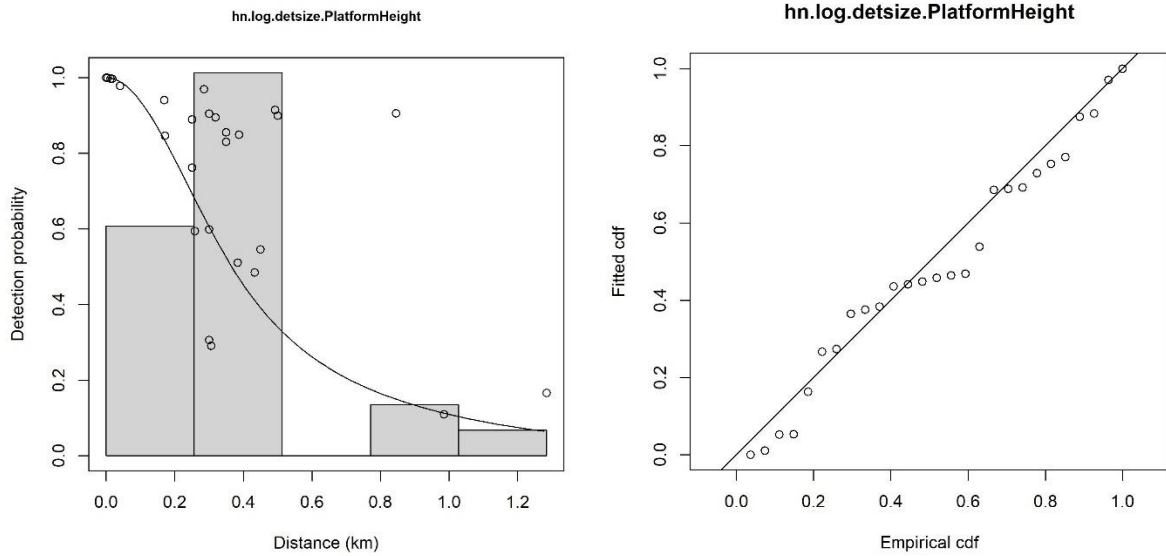 hn.log.detsize.PlatformHeight
Detection probability
1.0
0.8
0.6
0.4
0.2
0.0
0.0 0.2 0.4 0.6 0.8 1.0 1.2
Distance (km)
hn.log.detsize.PlatformHeight
Fitted cdf
1.0
0.8
0.6
0.4
0.2
0.0
0.0 0.2 0.4 0.6 0.8 1.0
Empirical cdf